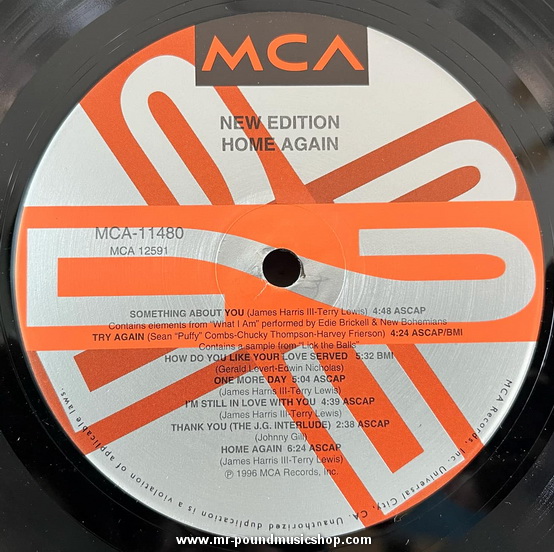 MCA
NEW EDITION
HOME AGAIN
MCA-11480
MCA 12591
SOMETHING ABOUT YOU (James Harris III-Terry Lewis) 4:48 ASCAP
Contains elements from "What I Am" performed by Edie Brickell & New Bohemians
TRY AGAIN (Sean "Puffy" Combs-Chucky Thompson-Harvey Frierson) 4:24 ASCAP/BMI
Contains a sample from "Lick the Balls"
HOW DO YOU LIKE YOUR LOVE SERVED 5:32 BMI
(Gerald Levert-Edwin Nicholas)
ONE MORE DAY 5:04 ASCAP
(James Harris III-Terry Lewis)
I'M STILL IN LOVE WITH YOU 4:39 ASCAP
(James Harris III-Terry Lewis)
THANK YOU (THE J.G. INTERLUDE) 2:38 ASCAP
(Johnny Gill)
HOME AGAIN 6:24 ASCAP
(James Harris III-Terry Lewis)
℗ 1996 MCA Records, Inc.
MCA Records, Inc. Universal City, CA. Unauthorized duplication is a violation of applicable laws
www.mr-poundmusicshop.com